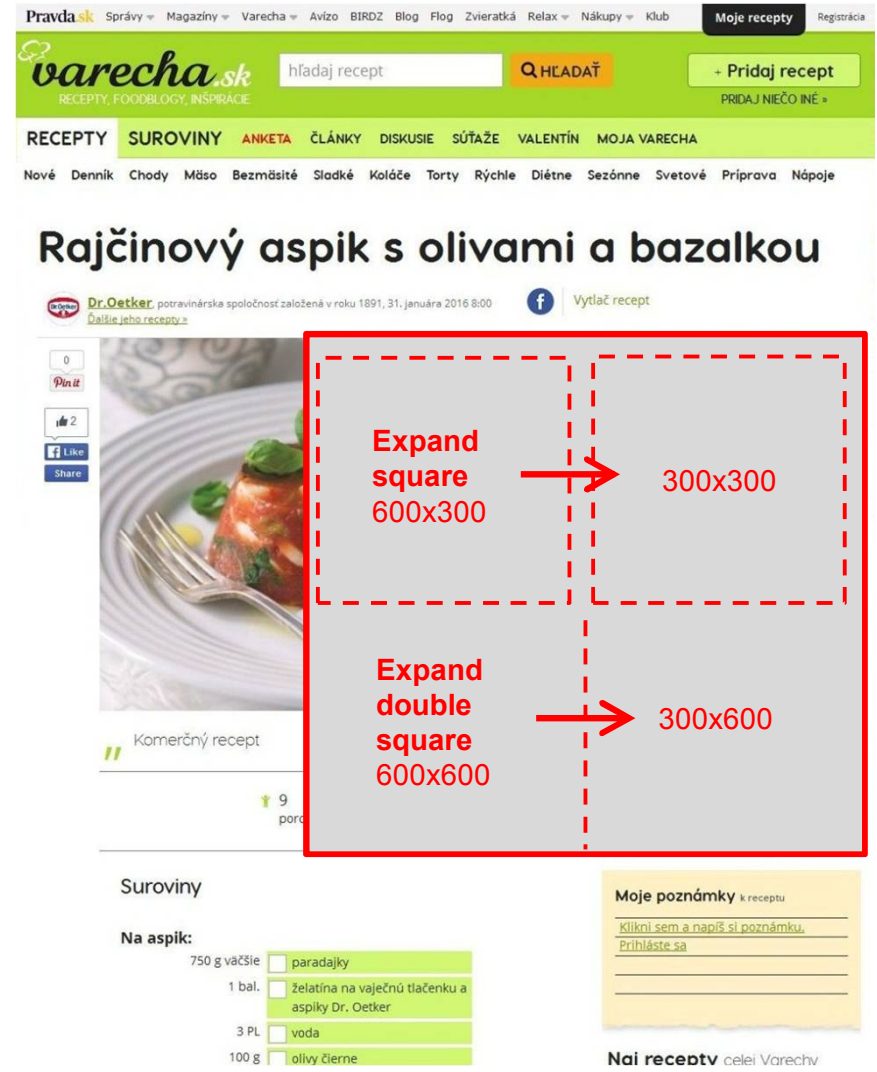 Pravda.sk Správy Magazíny Varecha Avízo BIRDZ Blog Flog Zvieratká Relax Nákupy Klub Moje recepty Registrácia
varecha.sk
RECEPTY, FOODBLOGY, INŠPIRÁCIE
hľadaj recept
HĽADAŤ
+ Pridaj recept
PRIDAJ NIEČO INÉ »
RECEPTY SUROVINY ANKETA ČLÁNKY DISKUSIE SÚŤAŽE VALENTÍN MOJA VARECHA
Nové Denník Chody Mäso Bezmäsité Sladké Koláče Torty Rýchle Diétne Sezónne Svetové Príprava Nápoje
Rajčinový aspik s olivami a bazalkou
Dr.Oetker
Dr.Oetker, potravinárska spoločnosť založená v roku 1891, 31. januára 2016 8:00
Ďalšie jeho recepty »
f
Vytlač recept
0
Pin it
2
f Like
Share
Expand
square
600x300
300x300
Expand
double
square
600x600
300x600
Komerčný recept
9
porc
Suroviny
Na aspik:
750 g väčšie paradajky
1 bal. želatína na vaječnú tlačenku a
aspiky Dr. Oetker
3 PL voda
100 g olivy čierne
Moje poznámky k receptu
Klikni sem a napíš si poznámku.
Prihláste sa
Naj recepty celej Varechy